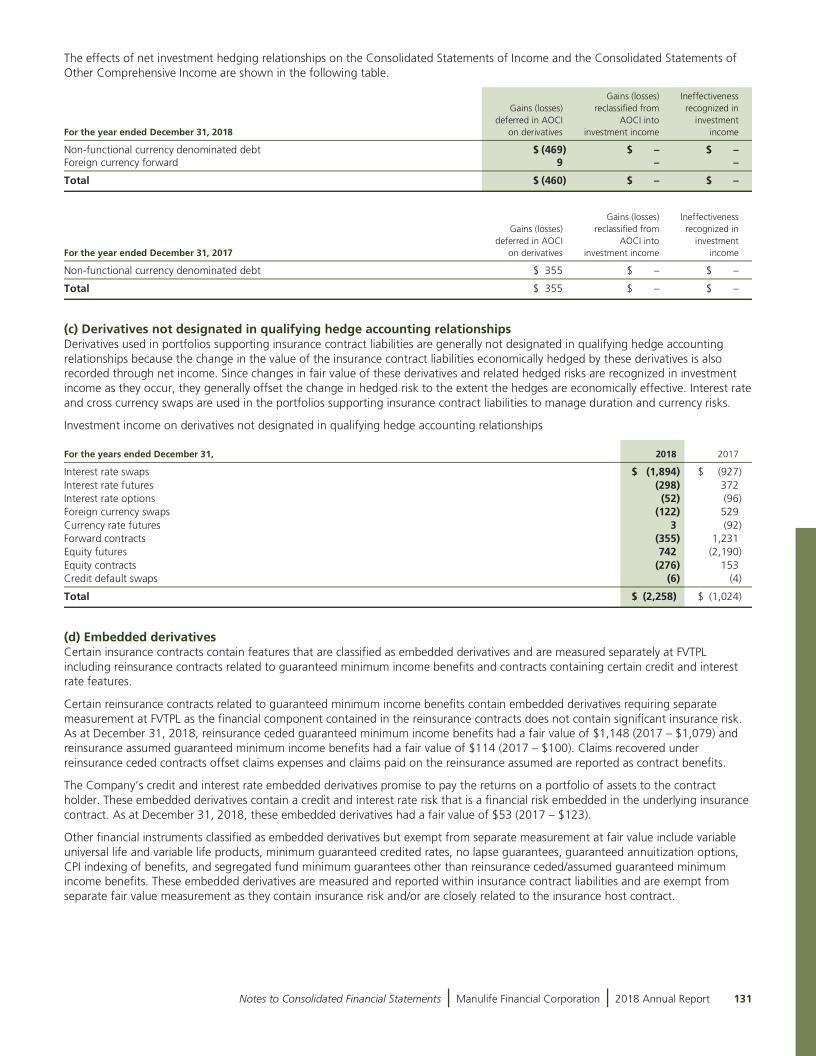 The effects of net investment hedging relationships on the Consolidated Statements of Income and the Consolidated Statements of
Other Comprehensive Income are shown in the following table.
For the year ended December 31, 2018 Gains (losses) deferred in AOCI on derivatives Gains (losses) reclassified from AOCI into investment income Ineffectiveness recognized in investment income
Non-functional currency denominated debt $ (469) $ – $ –
Foreign currency forward 9 – –
Total $ (460) $ – $ –
For the year ended December 31, 2017 Gains (losses) deferred in AOCI on derivatives Gains (losses) reclassified from AOCI into investment income Ineffectiveness recognized in investment income
Non-functional currency denominated debt $ 355 $ – $ –
Total $ 355 $ – $ –
(c) Derivatives not designated in qualifying hedge accounting relationships
Derivatives used in portfolios supporting insurance contract liabilities are generally not designated in qualifying hedge accounting
relationships because the change in the value of the insurance contract liabilities economically hedged by these derivatives is also
recorded through net income. Since changes in fair value of these derivatives and related hedged risks are recognized in investment
income as they occur, they generally offset the change in hedged risk to the extent the hedges are economically effective. Interest rate
and cross currency swaps are used in the portfolios supporting insurance contract liabilities to manage duration and currency risks.
Investment income on derivatives not designated in qualifying hedge accounting relationships
For the years ended December 31, 2018 2017
Interest rate swaps $ (1,894) $ (927)
Interest rate futures (298) 372
Interest rate options (52) (96)
Foreign currency swaps (122) 529
Currency rate futures 3 (92)
Forward contracts (355) 1,231
Equity futures 742 (2,190)
Equity contracts (276) 153
Credit default swaps (6) (4)
Total $ (2,258) $ (1,024)
(d) Embedded derivatives
Certain insurance contracts contain features that are classified as embedded derivatives and are measured separately at FVTPL
including reinsurance contracts related to guaranteed minimum income benefits and contracts containing certain credit and interest
rate features.
Certain reinsurance contracts related to guaranteed minimum income benefits contain embedded derivatives requiring separate
measurement at FVTPL as the financial component contained in the reinsurance contracts does not contain significant insurance risk.
As at December 31, 2018, reinsurance ceded guaranteed minimum income benefits had a fair value of $1,148 (2017 – $1,079) and
reinsurance assumed guaranteed minimum income benefits had a fair value of $114 (2017 – $100). Claims recovered under
reinsurance ceded contracts offset claims expenses and claims paid on the reinsurance assumed are reported as contract benefits.
The Company's credit and interest rate embedded derivatives promise to pay the returns on a portfolio of assets to the contract
holder. These embedded derivatives contain a credit and interest rate risk that is a financial risk embedded in the underlying insurance
contract. As at December 31, 2018, these embedded derivatives had a fair value of $53 (2017 – $123).
Other financial instruments classified as embedded derivatives but exempt from separate measurement at fair value include variable
universal life and variable life products, minimum guaranteed credited rates, no lapse guarantees, guaranteed annuitization options,
CPI indexing of benefits, and segregated fund minimum guarantees other than reinsurance ceded/assumed guaranteed minimum
income benefits. These embedded derivatives are measured and reported within insurance contract liabilities and are exempt from
separate fair value measurement as they contain insurance risk and/or are closely related to the insurance host contract.
Notes to Consolidated Financial Statements | Manulife Financial Corporation | 2018 Annual Report 131